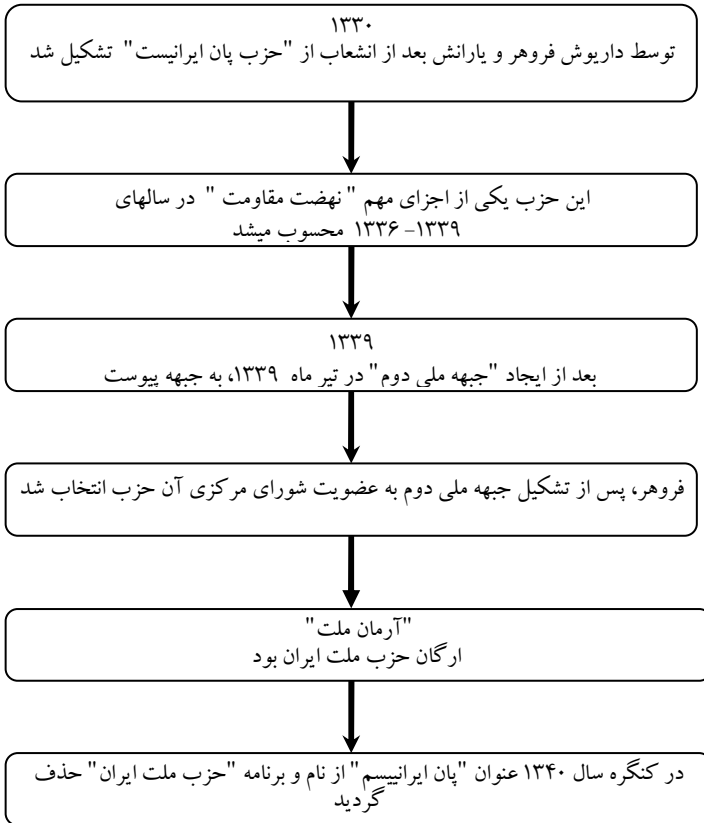 ۱۳۳۰
توسط داریوش فروهر و یارانش بعد از انشعاب از "حزب پان ایرانیست" تشکیل شد
این حزب یکی از اجزای مهم " نهضت مقاومت " در سالهای
۱۳۳۹– ۱۳۳۶ محسوب میشد
۱۳۳۹
بعد از ایجاد "جبهه ملی دوم" در تیر ماه ۱۳۳۹، به جبهه پیوست
فروهر، پس از تشکیل جبهه ملی دوم به عضویت شورای مرکزی آن حزب انتخاب شد
"آرمان ملت"
ارگان حزب ملت ایران بود
در کنگره سال ۱۳۴۰ عنوان "پان ایرانییسم" از نام و برنامه "حزب ملت ایران" حذف
گردید